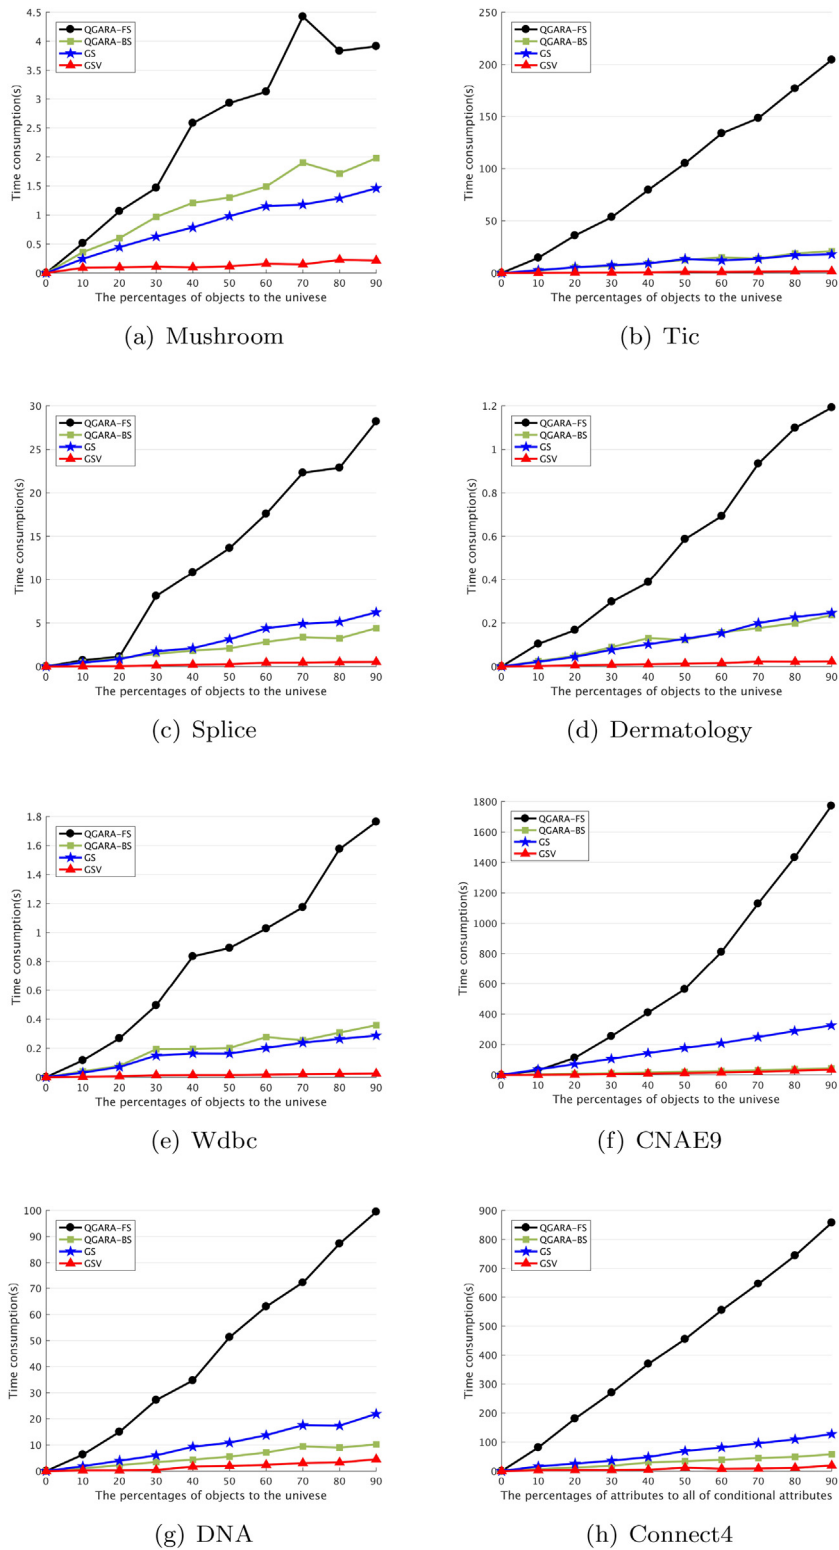 4.5
4
3.5
3
2.5
2
1.5
1
0.5
0
Time consumption(s)
QGARA-FS
QGARA-BS
GS
GSV
0 10 20 30 40 50 60 70 80 90
The percentages of objects to the univese
(a) Mushroom
250
200
150
100
50
0
Time consumption(s)
QGARA-FS
QGARA-BS
GS
GSV
0 10 20 30 40 50 60 70 80 90
The percentages of objects to the univese
(b) Tic
30
25
20
15
10
5
0
Time consumption(s)
QGARA-FS
QGARA-BS
GS
GSV
0 10 20 30 40 50 60 70 80 90
The percentages of objects to the univese
(c) Splice
1.2
1
0.8
0.6
0.4
0.2
0
Time consumption(s)
QGARA-FS
QGARA-BS
GS
GSV
0 10 20 30 40 50 60 70 80 90
The percentages of objects to the univese
(d) Dermatology
1.8
1.6
1.4
1.2
1
0.8
0.6
0.4
0.2
0
Time consumption(s)
QGARA-FS
QGARA-BS
GS
GSV
0 10 20 30 40 50 60 70 80 90
The percentages of objects to the univese
(e) Wdbc
1800
1600
1400
1200
1000
800
600
400
200
0
Time consumption(s)
QGARA-FS
QGARA-BS
GS
GSV
0 10 20 30 40 50 60 70 80 90
The percentages of objects to the univese
(f) CNAE9
100
90
80
70
60
50
40
30
20
10
0
Time consumption(s)
QGARA-FS
QGARA-BS
GS
GSV
0 10 20 30 40 50 60 70 80 90
The percentages of objects to the univese
(g) DNA
900
800
700
600
500
400
300
200
100
0
Time consumption(s)
QGARA-FS
QGARA-BS
GS
GSV
0 10 20 30 40 50 60 70 80 90
The percentages of attributes to all of conditional attributes
(h) Connect4